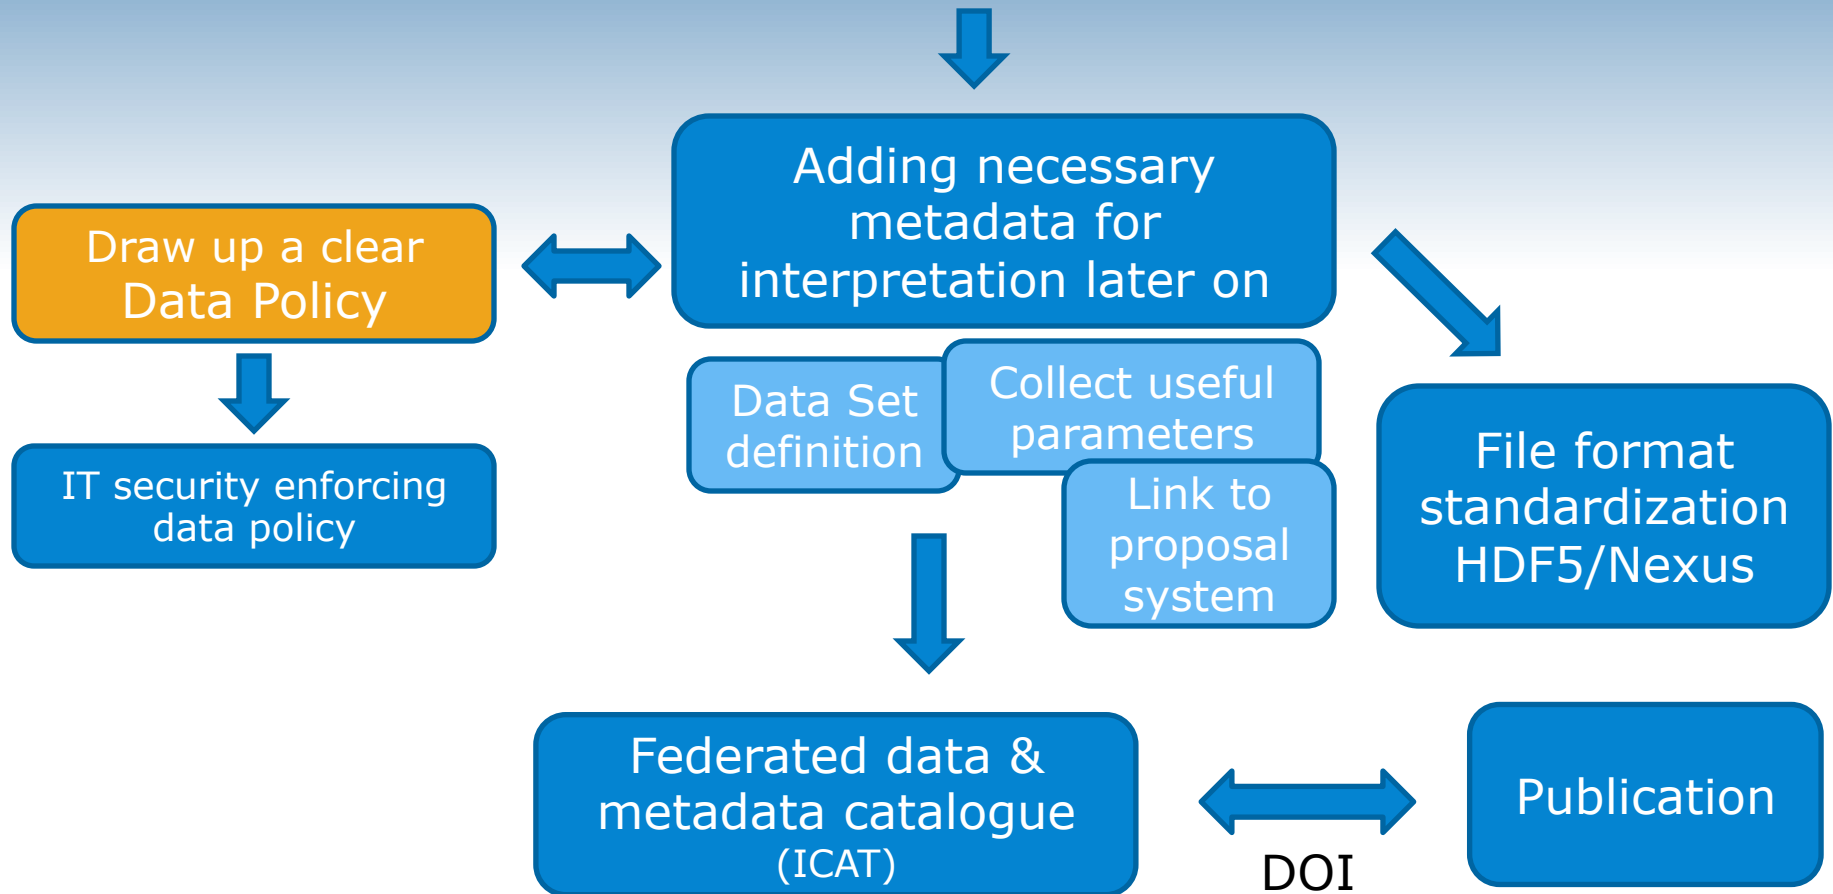 Adding necessary
metadata for
interpretation later on
Draw up a clear
Data Policy
IT security enforcing
data policy
Data Set
definition
Collect useful
parameters
Link to
proposal
system
File format
standardization
HDF5/Nexus
Federated data &
metadata catalogue
(ICAT)
DOI
Publication